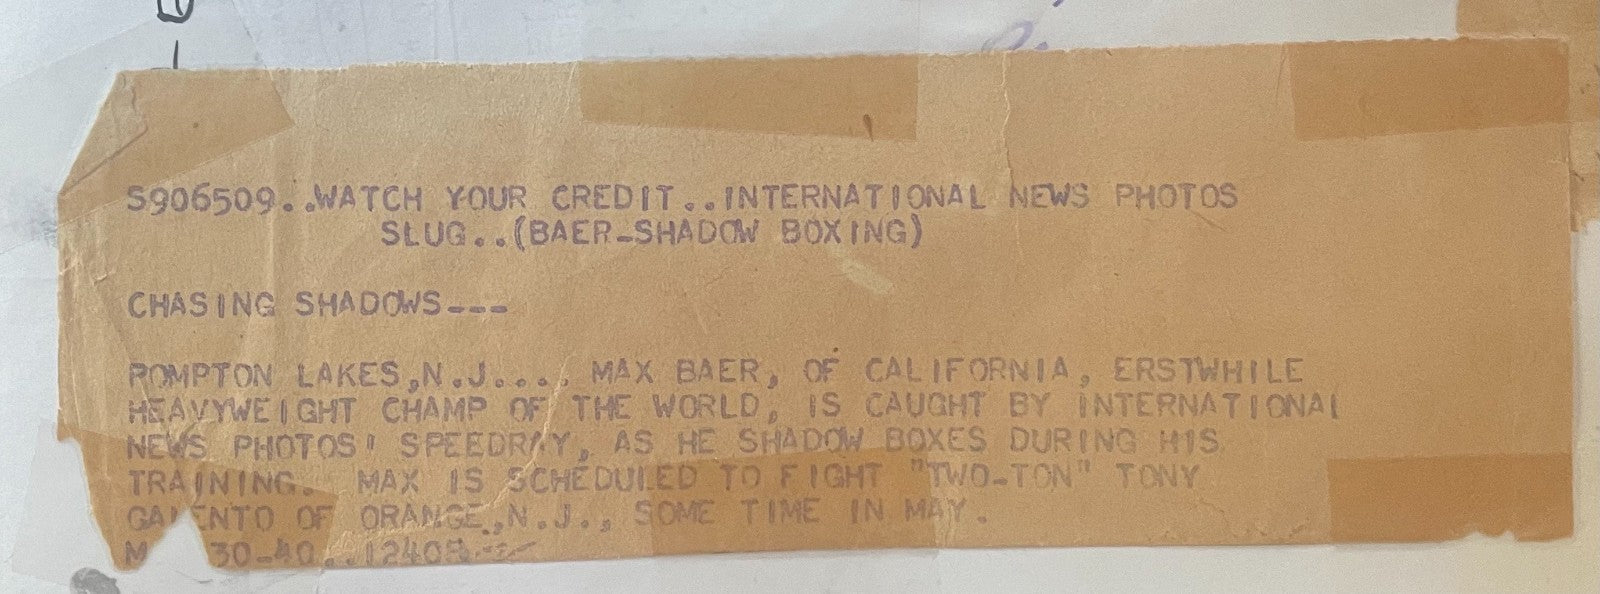 S906509..WATCH YOUR CREDIT..INTERNATIONAL NEWS PHOTOS
SLUG..(BAER-SHADOW BOXING)
CHASING SHADOWS---
POMPTON LAKES,N.J.... MAX BAER, OF CALIFORNIA, ERSTWHILE
HEAVYWEIGHT CHAMP OF THE WORLD, IS CAUGHT BY INTERNATIONAL
NEWS PHOTOS' SPEEDRAY, AS HE SHADOW BOXES DURING HIS
TRAINING. MAX IS SCHEDULED TO FIGHT "TWO-TON" TONY
GALENTO OF ORANGE,N.J., SOME TIME IN MAY.
30-40..